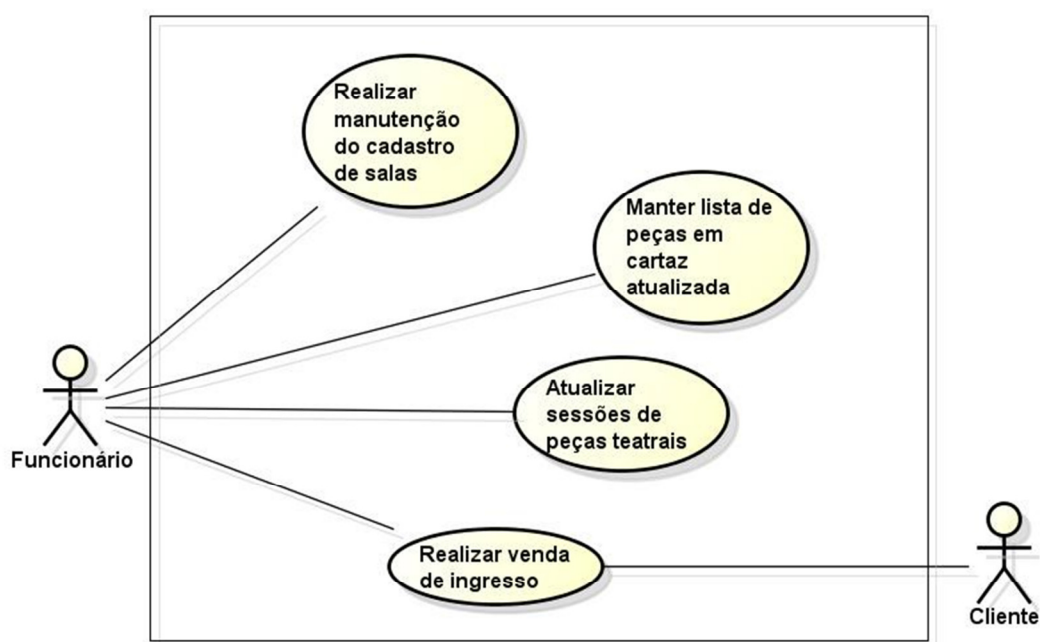 Realizar
manutenção
do cadastro
de salas
Manter lista de
peças em
cartaz
atualizada
Atualizar
sessões de
peças teatrais
Funcionário
Realizar venda
de ingresso
Cliente